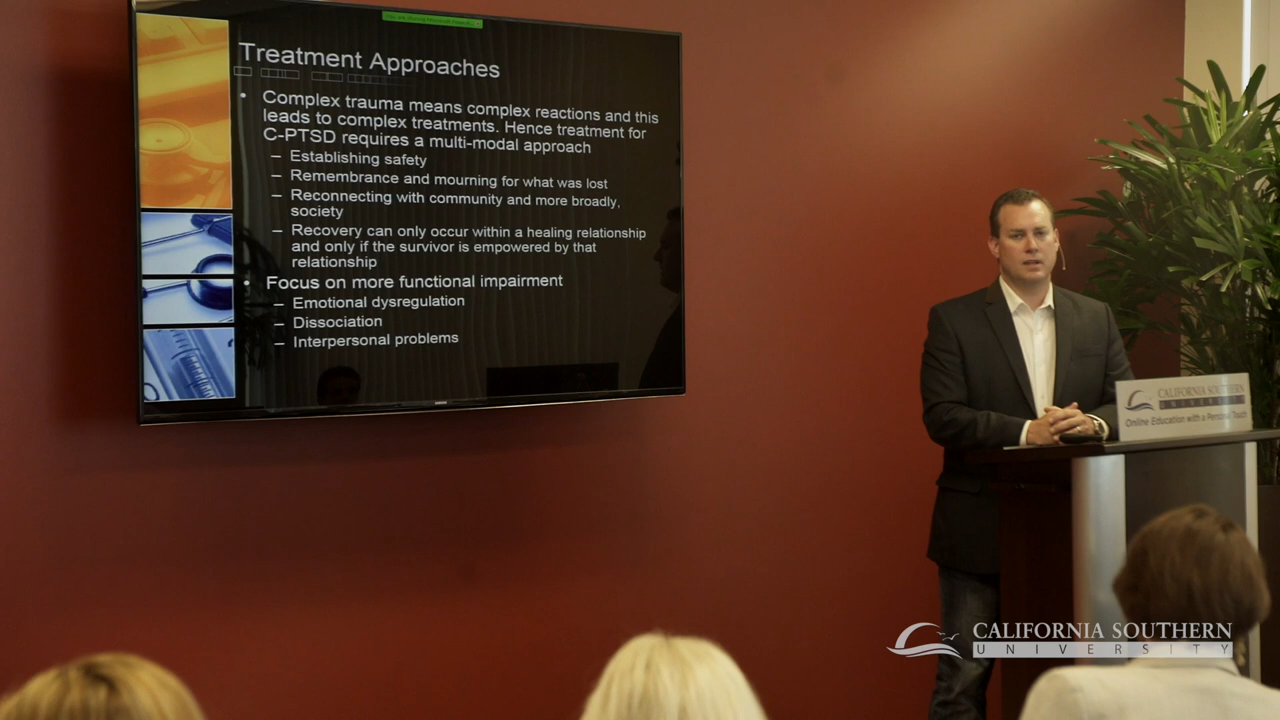 Treatment Approaches
• Complex trauma means complex reactions and this
leads to complex treatments. Hence treatment for
C-PTSD requires a multi-modal approach
– Establishing safety
– Remembrance and mourning for what was lost
– Reconnecting with community and more broadly,
society
– Recovery can only occur within a healing relationship
and only if the survivor is empowered by that
relationship
• Focus on more functional impairment
– Emotional dysregulation
– Dissociation
– Interpersonal problems
CALIFORNIA SOUTHERN
UNIVERSITY
Online Education with a Personal Touch
CALIFORNIA SOUTHERN
UNIVERSITY